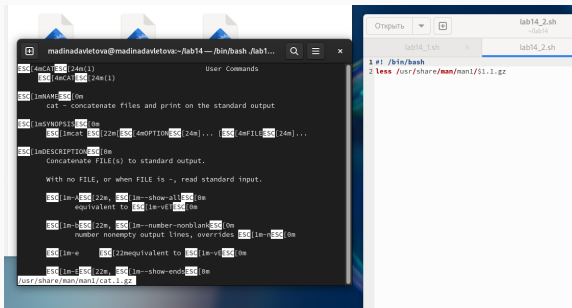 madinadavletova@madinadavletova:~/lab14 — /bin/bash ./lab1...
ESC[4mCATESC[24m(1) User Commands
ESC[4mCATESC[24m(1)
ESC[1mNAMEESC[0m
cat - concatenate files and print on the standard output
ESC[1mSYNOPSISESC[0m
ESC[1mcat ESC[22m[ESC[4mOPTIONESC[24m]... [ESC[4mFILEESC[24m]...
ESC[1mDESCRIPTIONESC[0m
Concatenate FILE(s) to standard output.
With no FILE, or when FILE is -, read standard input.
ESC[1m-AESC[22m, ESC[1m--show-allESC[0m
equivalent to ESC[1m-vETESC[0m
ESC[1m-bESC[22m, ESC[1m--number-nonblankESC[0m
number nonempty output lines, overrides ESC[1m-nESC[0m
ESC[1m-e ESC[22mequivalent to ESC[1m-vEESC[0m
ESC[1m-EESC[22m, ESC[1m--show-endsESC[0m
/usr/share/man/man1/cat.1.gz
Открыть
lab14_2.sh
~/lab14
lab14_1.sh ×
lab14_2.sh
1 #! /bin/bash
2 less /usr/share/man/man1/$1.1.gz